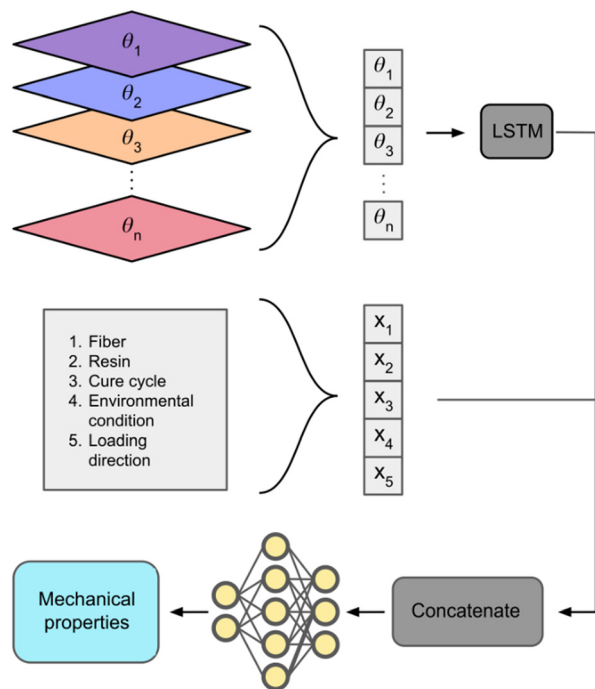 θ1
θ2
θ3
θn
θ1
θ2
θ3
θn
LSTM
1. Fiber
2. Resin
3. Cure cycle
4. Environmental
condition
5. Loading
direction
x1
x2
x3
x4
x5
Mechanical
properties
Concatenate